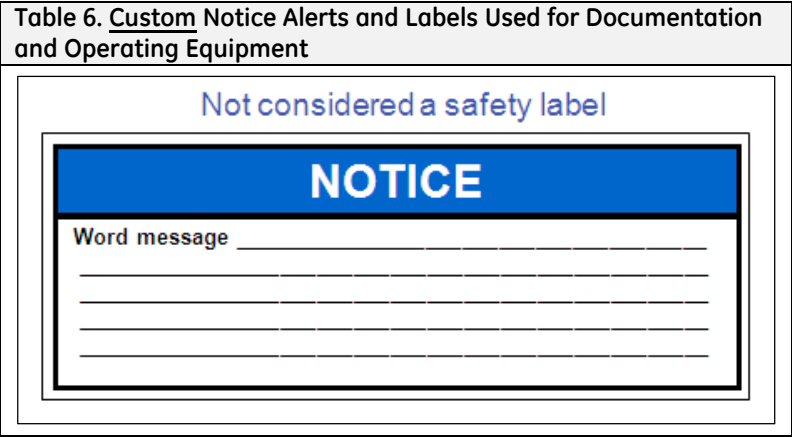 Table 6. Custom Notice Alerts and Labels Used for Documentation
and Operating Equipment
Not considered a safety label
NOTICE
Word message